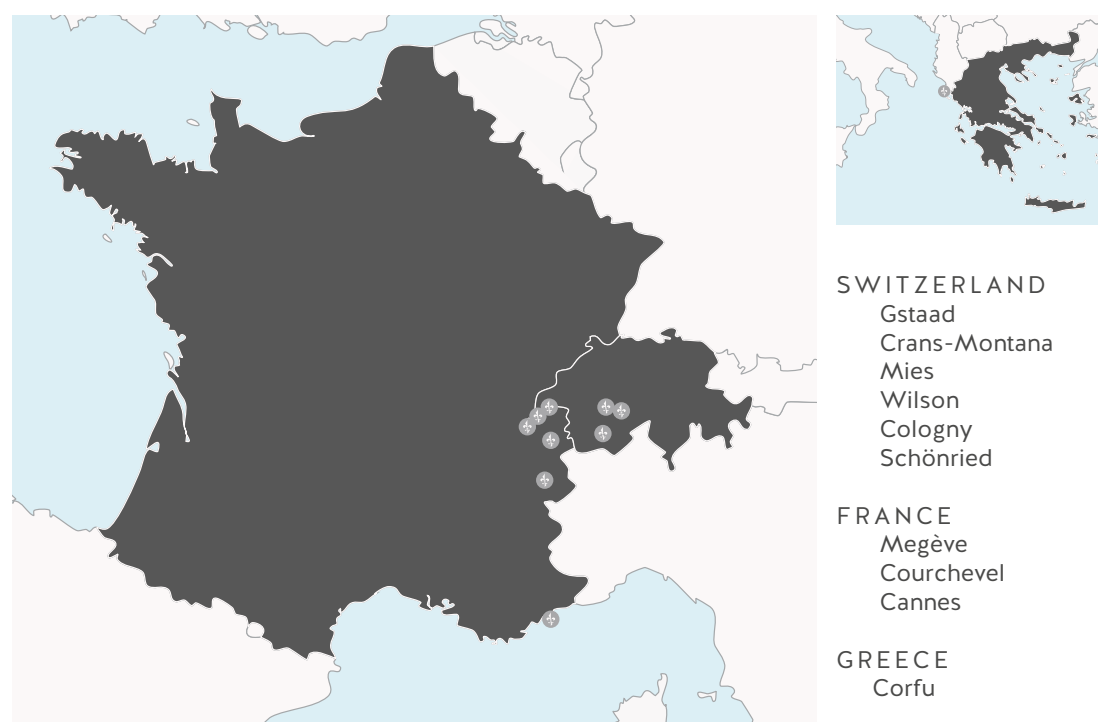 SWITZERLAND
Gstaad
Crans-Montana
Mies
Wilson
Cologny
Schönried
FRANCE
Megève
Courchevel
Cannes
GREECE
Corfu